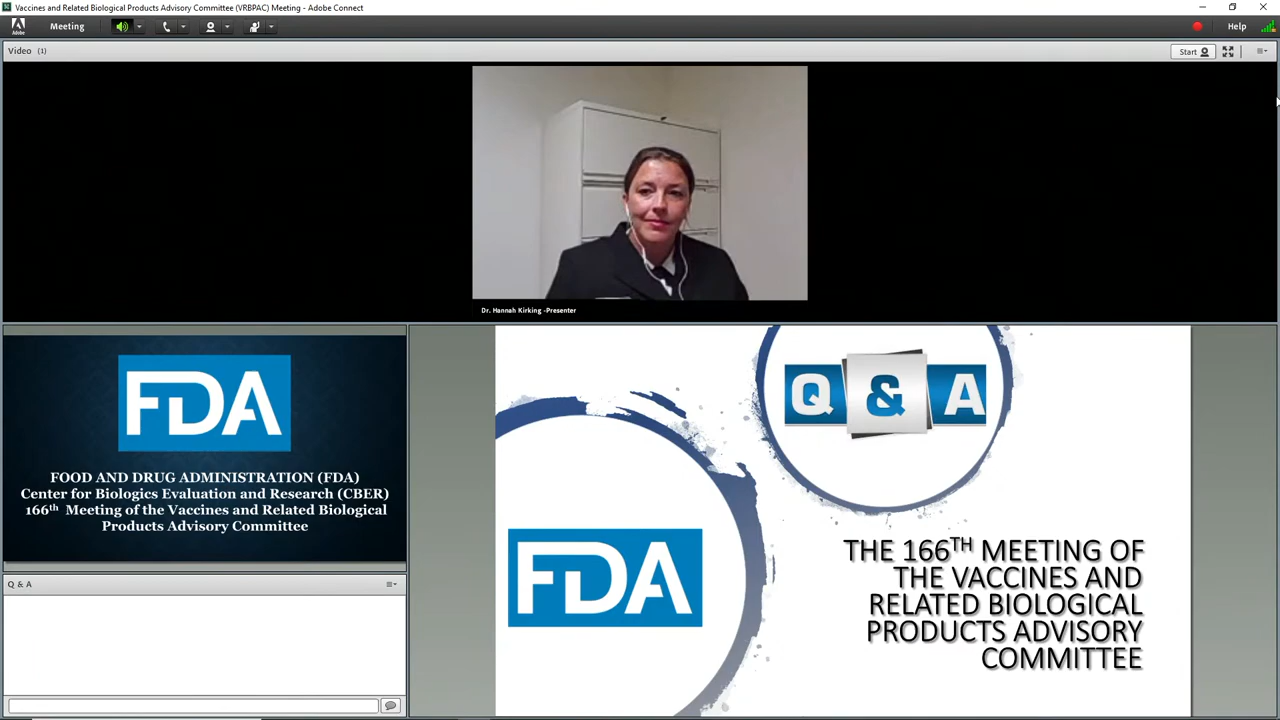 Vaccines and Related Biological Products Advisory Committee (VRBPAC) Meeting - Adobe Connect
Adobe
Meeting
Help
Video (1)
Start
Dr. Hannah Kirking -Presenter
FDA
FOOD AND DRUG ADMINISTRATION (FDA)
Center for Biologics Evaluation and Research (CBER)
166th Meeting of the Vaccines and Related Biological
Products Advisory Committee
Q & A
Q & A
FDA
THE 166TH MEETING OF
THE VACCINES AND
RELATED BIOLOGICAL
PRODUCTS ADVISORY
COMMITTEE